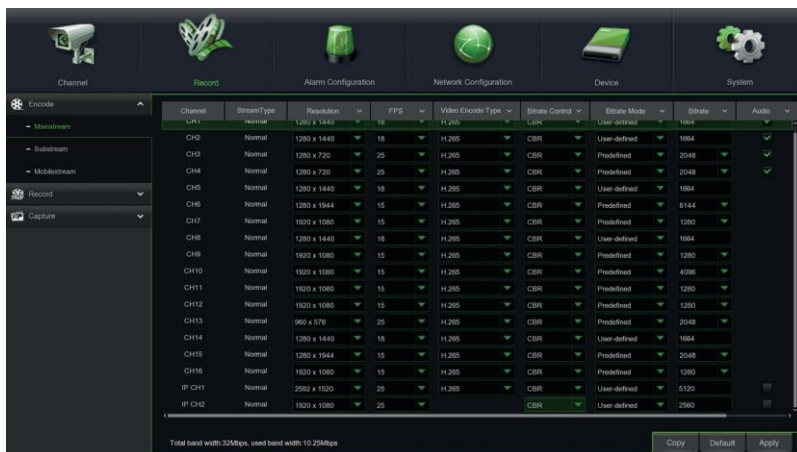 Channel Record Alarm Configuration Network Configuration Device System
Encode
Mainstream
Substream
Mobilestream
Record
Capture
Channel StreamType Resolution FPS Video Encode Type Bitrate Control Bitrate Mode Bitrate Audio
CH1 Normal 1280 x 1440 18 H.265 CBR User-defined 1664
CH2 Normal 1280 x 1440 18 H.265 CBR User-defined 1664
CH3 Normal 1280 x 720 25 H.265 CBR Predefined 2048
CH4 Normal 1280 x 720 25 H.265 CBR Predefined 2048
CH5 Normal 1280 x 1440 18 H.265 CBR User-defined 1664
CH6 Normal 1280 x 1944 15 H.265 CBR Predefined 6144
CH7 Normal 1920 x 1080 15 H.265 CBR Predefined 1280
CH8 Normal 1280 x 1440 18 H.265 CBR User-defined 1664
CH9 Normal 1920 x 1080 15 H.265 CBR Predefined 1280
CH10 Normal 1920 x 1080 15 H.265 CBR Predefined 4096
CH11 Normal 1920 x 1080 15 H.265 CBR Predefined 1280
CH12 Normal 1920 x 1080 15 H.265 CBR Predefined 1280
CH13 Normal 960 x 576 25 H.265 CBR Predefined 2048
CH14 Normal 1280 x 1440 18 H.265 CBR User-defined 1664
CH15 Normal 1280 x 1944 15 H.265 CBR Predefined 2048
CH16 Normal 1920 x 1080 15 H.265 CBR Predefined 1280
IP CH1 Normal 2592 x 1520 25 H.265 CBR User-defined 5120
IP CH2 Normal 1920 x 1080 25 CBR User-defined 2560
Total band width:32Mbps, used band width:10.25Mbps
Copy Default Apply